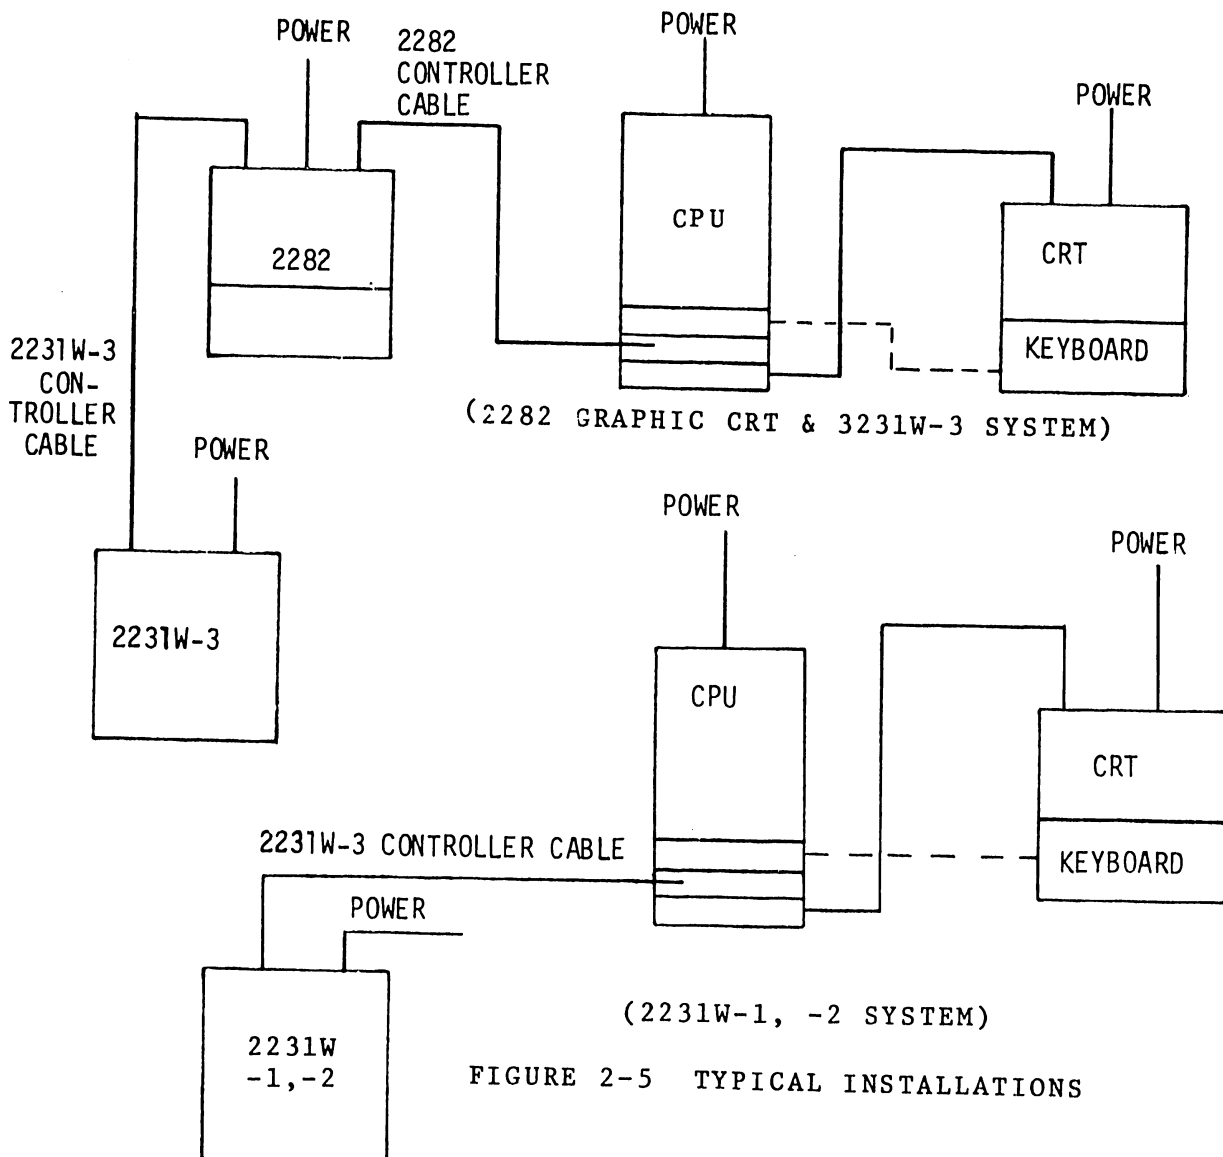 POWER
2282
CONTROLLER
CABLE
POWER
POWER
CPU
CRT
2282
KEYBOARD
2231W-3
CON-
TROLLER
CABLE
(2282 GRAPHIC CRT & 3231W-3 SYSTEM)
POWER
2231W-3
POWER
POWER
CPU
CRT
2231W-3 CONTROLLER CABLE
KEYBOARD
POWER
2231W
-1,-2
(2231W-1, -2 SYSTEM)
FIGURE 2-5 TYPICAL INSTALLATIONS